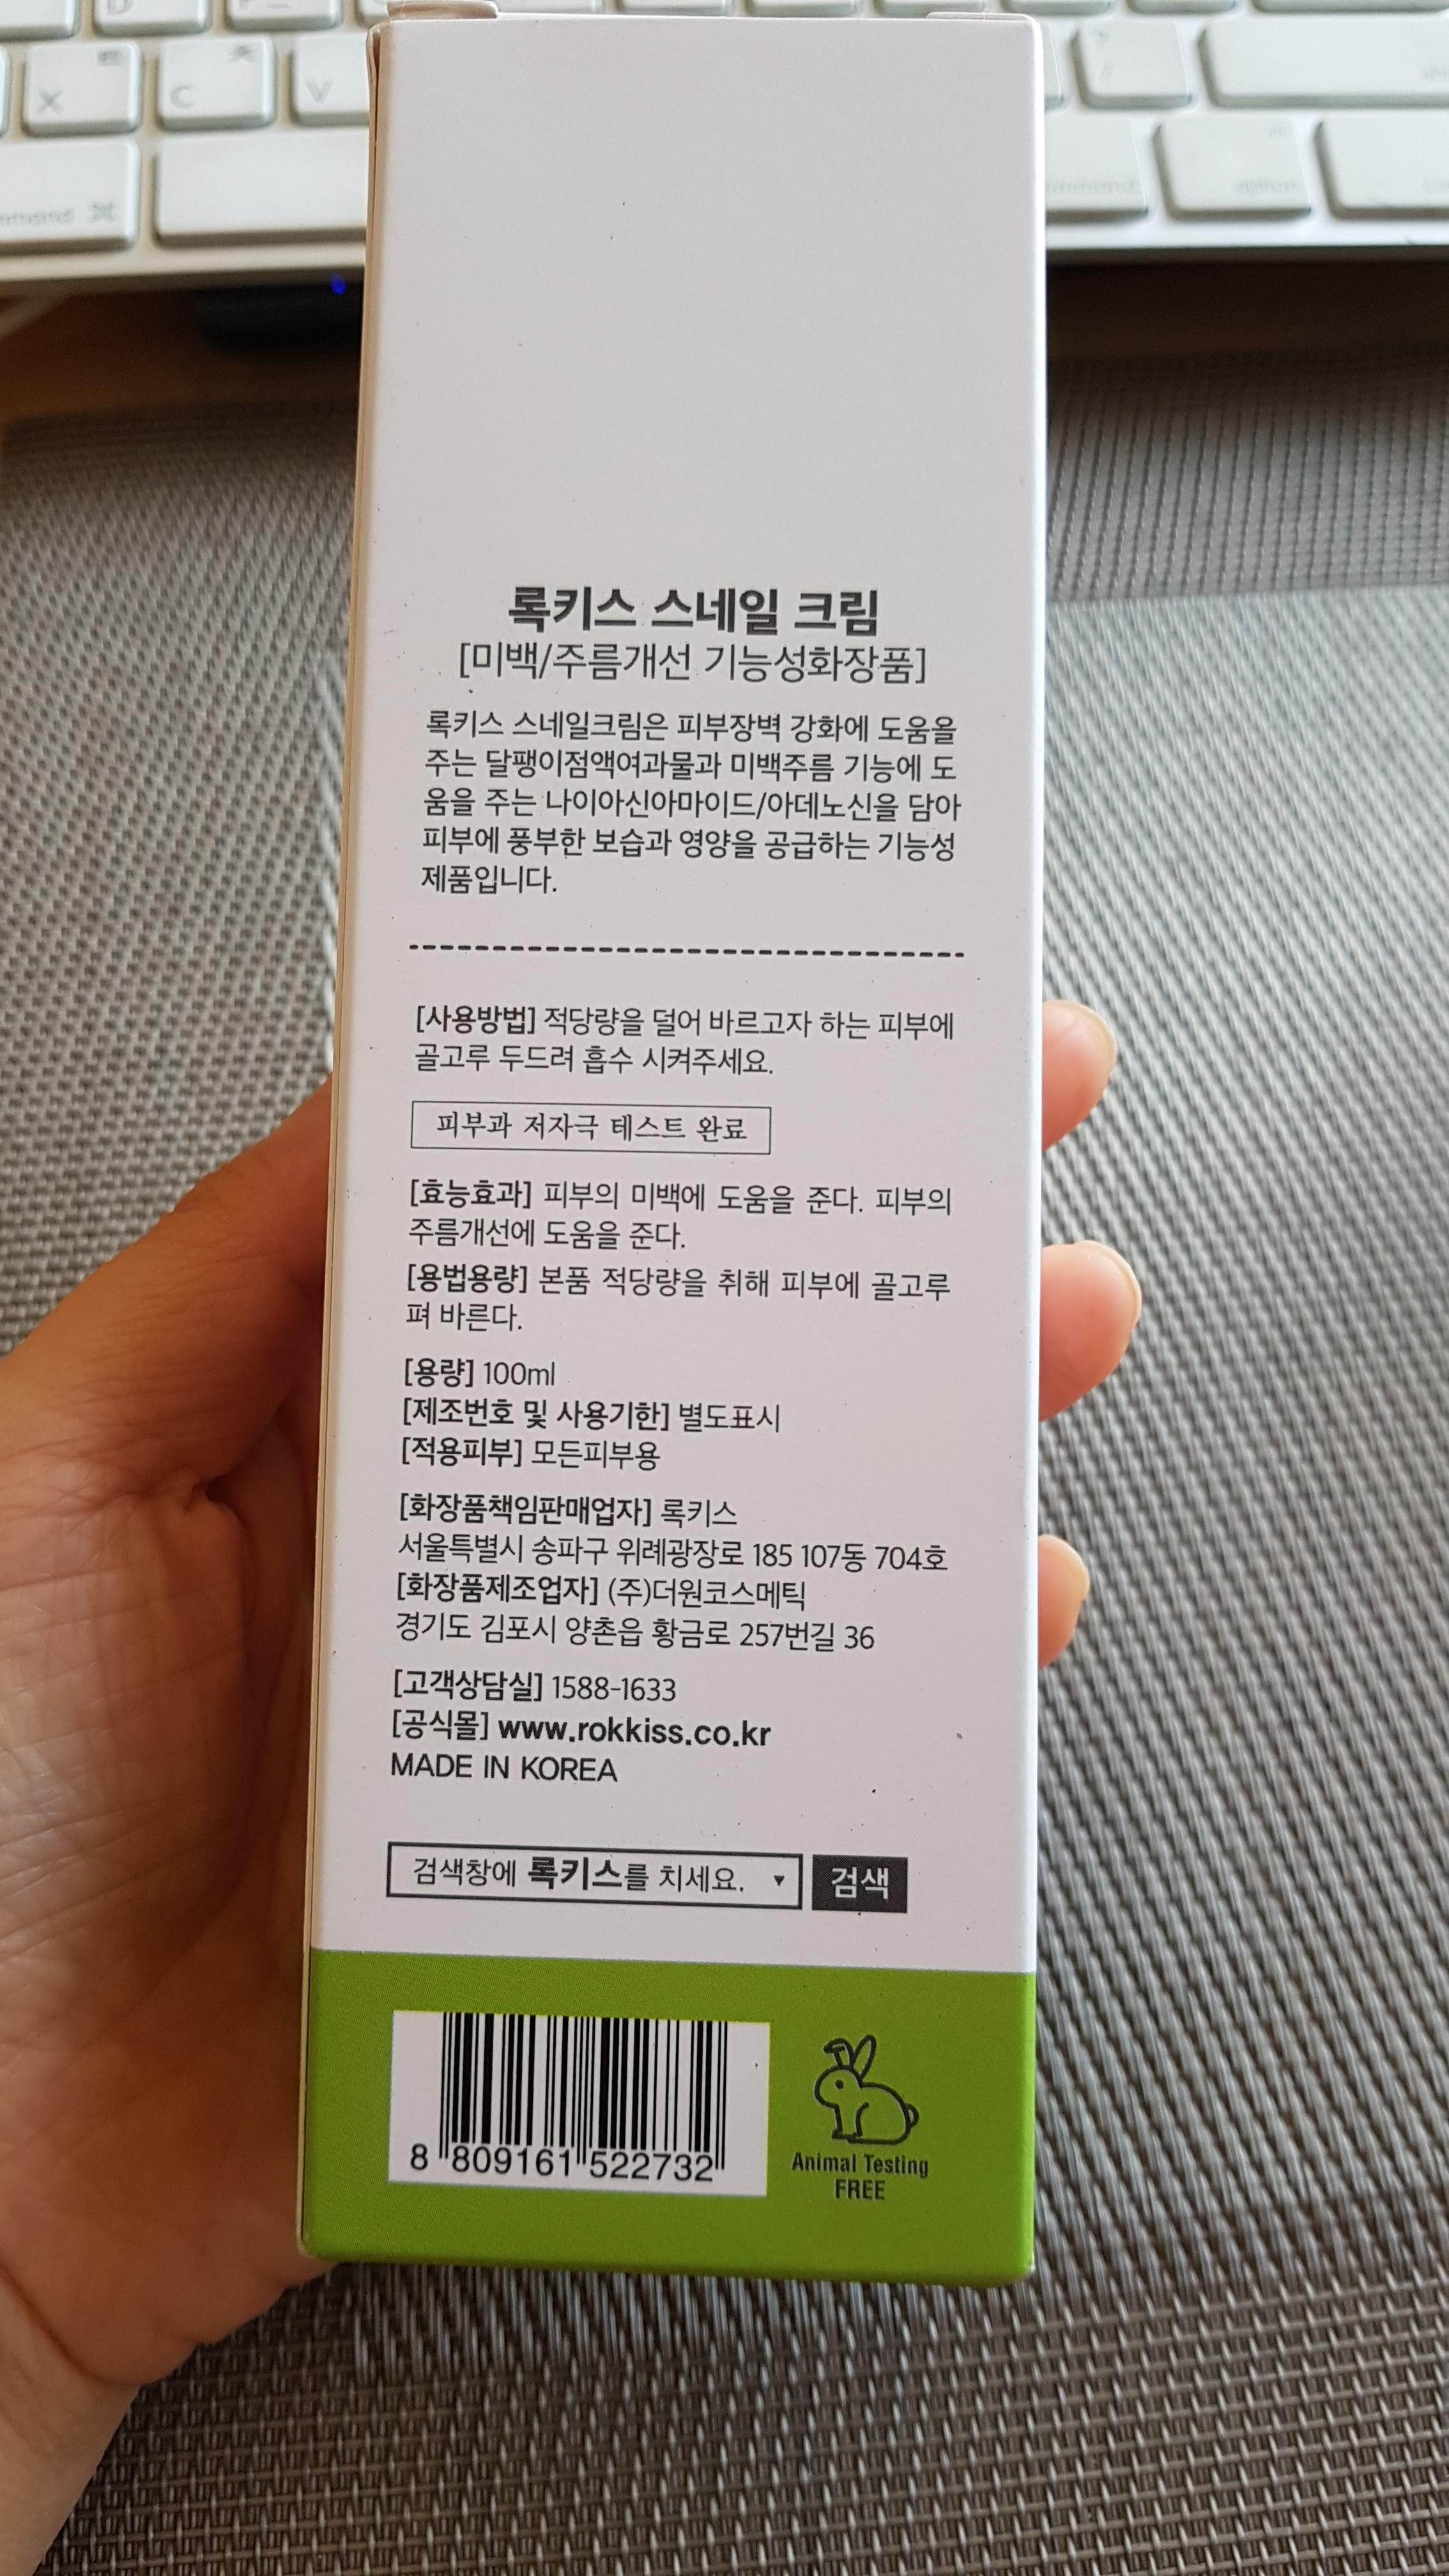 X
ㅌ
C
ㅊ
V
command ⌘
option
록키스 스네일 크림
[미백/주름개선 기능성화장품]
록키스 스네일크림은 피부장벽 강화에 도움을
주는 달팽이점액여과물과 미백주름 기능에 도
움을 주는 나이아신아마이드/아데노신을 담아
피부에 풍부한 보습과 영양을 공급하는 기능성
제품입니다.
[사용방법] 적당량을 덜어 바르고자 하는 피부에
골고루 두드려 흡수 시켜주세요.
피부과 저자극 테스트 완료
[효능효과] 피부의 미백에 도움을 준다. 피부의
주름개선에 도움을 준다.
[용법용량] 본품 적당량을 취해 피부에 골고루
펴 바른다.
[용량] 100ml
[제조번호 및 사용기한] 별도표시
[적용피부] 모든피부용
[화장품책임판매업자] 록키스
서울특별시 송파구 위례광장로 185 107동 704호
[화장품제조업자] (주)더원코스메틱
경기도 김포시 양촌읍 황금로 257번길 36
[고객상담실] 1588-1633
[공식몰] www.rokkiss.co.kr
MADE IN KOREA
검색창에 록키스를 치세요. ▼ 검색
8 809161 522732
Animal Testing
FREE